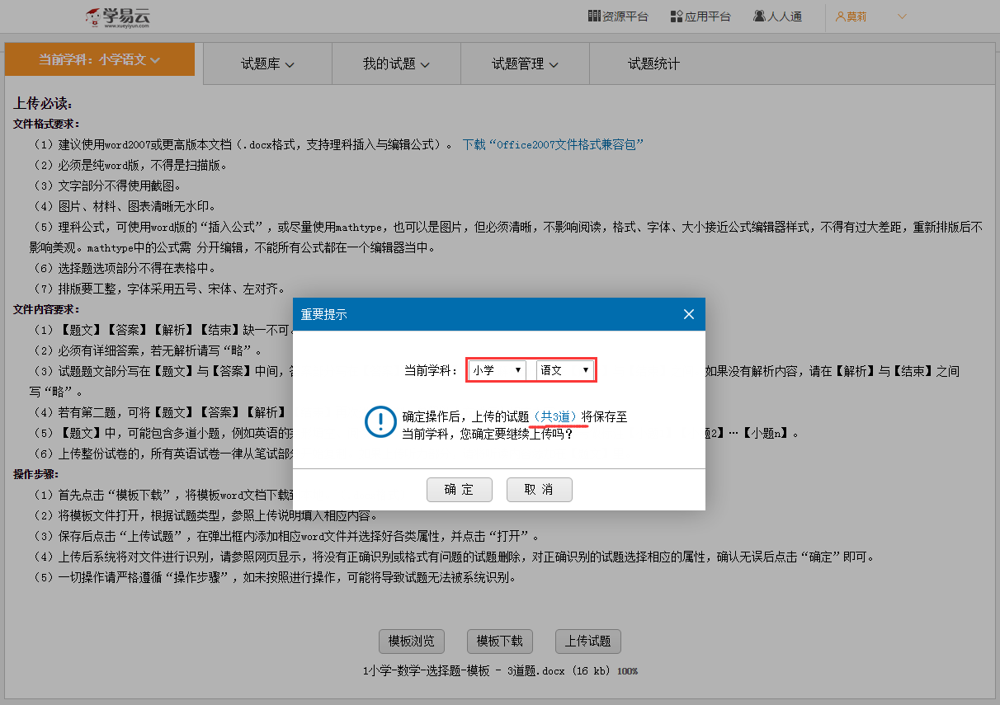 学易云
www.xueyiyun.com
资源平台 应用平台 人人通 莫莉
当前学科：小学语文 试题库 我的试题 试题管理 试题统计
上传必读：
文件格式要求：
（1）建议使用word2007或更高版本文档（.docx格式，支持理科插入与编辑公式）。 下载“Office2007文件格式兼容包”
（2）必须是纯word版，不得是扫描版。
（3）文字部分不得使用截图。
（4）图片、材料、图表清晰无水印。
（5）理科公式，可使用word版的“插入公式”，或尽量使用mathtype，也可以是图片，但必须清晰，不影响阅读，格式、字体、大小接近公式编辑器样式，不得有过大差距，重新排版后不
影响美观。mathtype中的公式需 分开编辑，不能所有公式都在一个编辑器当中。
（6）选择题选项部分不得在表格中。
（7）排版要工整，字体采用五号、宋体、左对齐。
文件内容要求：
（1）【题文】【答案】【解析】【结束】缺一不可
（2）必须有详细答案，若无解析请写“略”。
（3）试题题文部分写在【题文】与【答案】中间， 如果没有解析内容，请在【解析】与【结束】之间
写“略”。
（4）若有第二题，可将【题文】【答案】【解析】
（5）【题文】中，可能包含多道小题，例如英语的 题2】…【小题n】。
（6）上传整份试卷的，所有英语试卷一律从笔试部
操作步骤：
（1）首先点击“模板下载”，将模板word文档下载
（2）将模板文件打开，根据试题类型，参照上传说明填入相应内容。
（3）保存后点击“上传试题”，在弹出框内添加相应word文件并选择好各类属性，并点击“打开”。
（4）上传后系统将对文件进行识别，请参照网页显示，将没有正确识别或格式有问题的试题删除，对正确识别的试题选择相应的属性，确认无误后点击“确定”即可。
（5）一切操作请严格遵循“操作步骤”，如未按照进行操作，可能将导致试题无法被系统识别。
重要提示
当前学科： 小学 语文
确定操作后，上传的试题（共3道）将保存至
当前学科，您确定要继续上传吗？
确 定 取 消
模板浏览 模板下载 上传试题
1小学-数学-选择题-模板 - 3道题.docx (16 kb) 100%